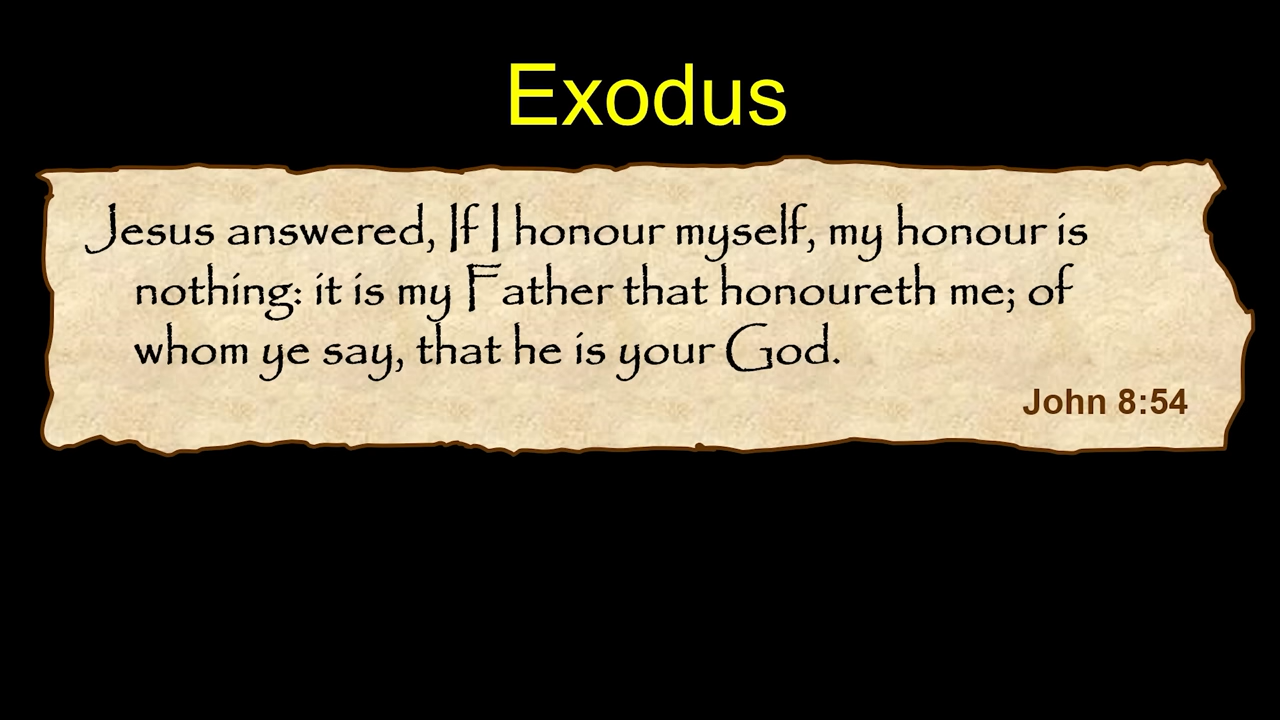 Exodus
Jesus answered, If I honour myself, my honour is
nothing: it is my Father that honoureth me; of
whom ye say, that he is your God.
John 8:54